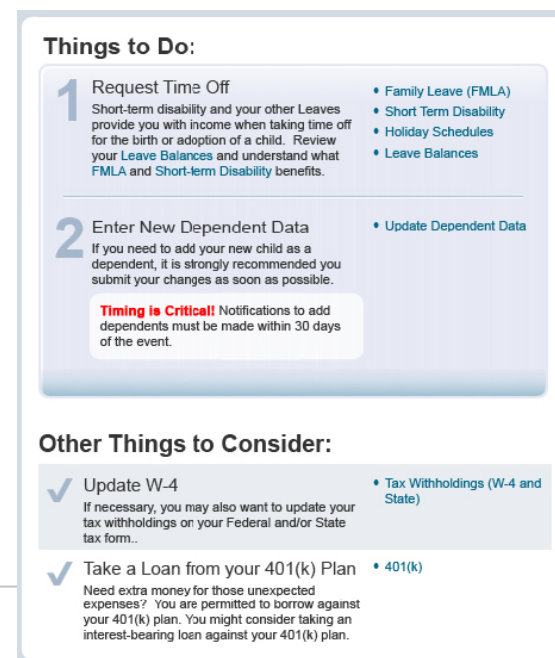 Things to Do:
1
Request Time Off
Short-term disability and your other Leaves
provide you with income when taking time off
for the birth or adoption of a child. Review
your Leave Balances and understand what
FMLA and Short-term Disability benefits.
• Family Leave (FMLA)
• Short Term Disability
• Holiday Schedules
• Leave Balances
2
Enter New Dependent Data
If you need to add your new child as a
dependent, it is strongly recommended you
submit your changes as soon as possible.
• Update Dependent Data
Timing is Critical! Notifications to add
dependents must be made within 30 days
of the event.
Other Things to Consider:
Update W-4
If necessary, you may also want to update your
tax withholdings on your Federal and/or State
tax form..
• Tax Withholdings (W-4 and
State)
Take a Loan from your 401(k) Plan
Need extra money for those unexpected
expenses? You are permitted to borrow against
your 401(k) plan. You might consider taking an
interest-bearing loan against your 401(k) plan.
• 401(k)